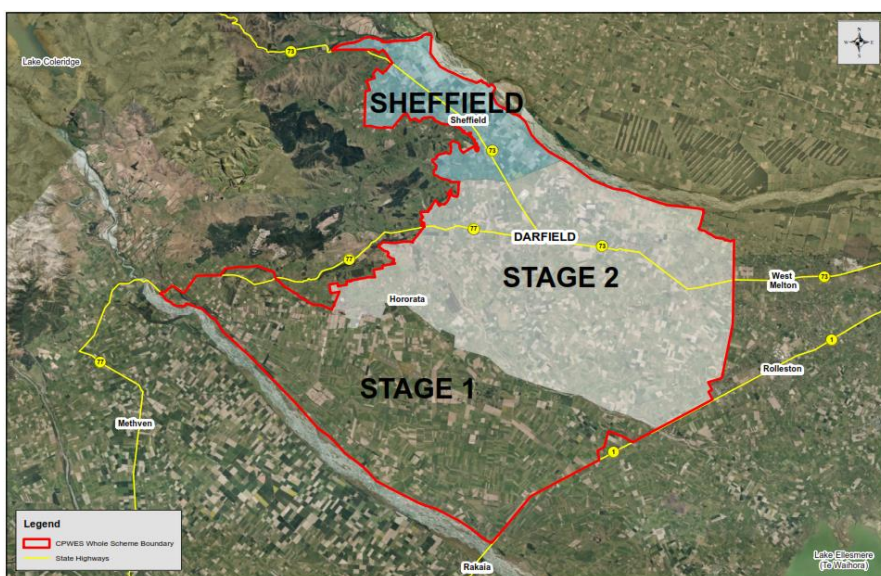 Lake Coleridge
73
N
W
E
S
SHEFFIELD
Sheffield
73
77
DARFIELD
73
77
STAGE 2
West
Melton
73
Hororata
1
Rolleston
77
STAGE 1
Methven
1
Legend
CPWES Whole Scheme Boundary
State Highways
Rakaia
Lake Ellesmere
(Te Waihora)